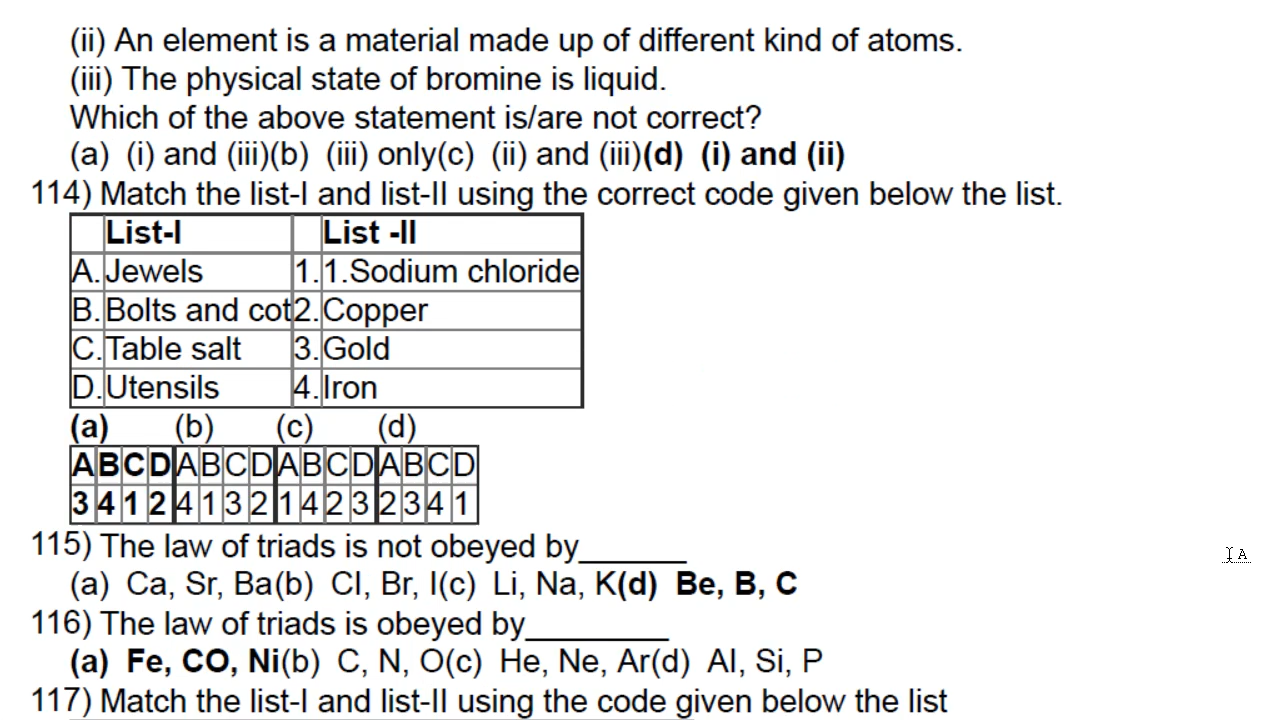 (ii) An element is a material made up of different kind of atoms.
(iii) The physical state of bromine is liquid.
Which of the above statement is/are not correct?
(a) (i) and (iii)(b) (iii) only(c) (ii) and (iii)(d) (i) and (ii)
114) Match the list-I and list-II using the correct code given below the list.
List-I List -II
A. Jewels 1. 1.Sodium chloride
B. Bolts and cot 2. Copper
C. Table salt 3. Gold
D. Utensils 4. Iron
(a) (b) (c) (d)
A B C D A B C D A B C D A B C D
3 4 1 2 4 1 3 2 1 4 2 3 2 3 4 1
115) The law of triads is not obeyed by______
(a) Ca, Sr, Ba(b) Cl, Br, I(c) Li, Na, K(d) Be, B, C
116) The law of triads is obeyed by________
(a) Fe, CO, Ni(b) C, N, O(c) He, Ne, Ar(d) Al, Si, P
117) Match the list-I and list-II using the code given below the list
A